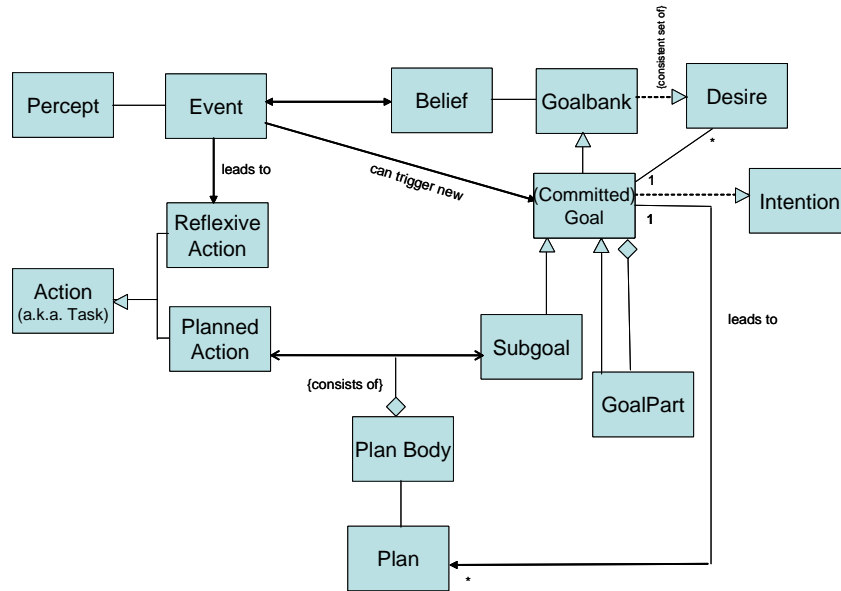 {consistent set of}
Percept
Event
Belief
Goalbank
Desire
leads to
can trigger new
*
1
(Committed)
Goal
1
Intention
Reflexive
Action
Action
(a.k.a. Task)
Planned
Action
Subgoal
leads to
{consists of}
GoalPart
Plan Body
Plan
*